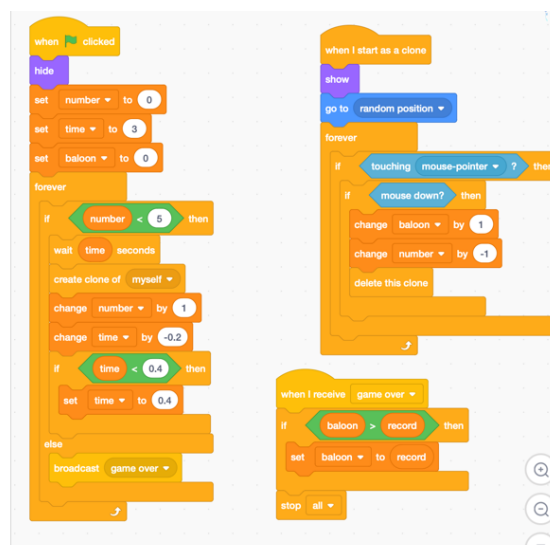 when clicked
hide
set number to 0
set time to 3
set baloon to 0
forever
if number < 5 then
wait time seconds
create clone of myself
change number by 1
change time by -0.2
if time < 0.4 then
set time to 0.4
else
broadcast game over
when I start as a clone
show
go to random position
forever
if touching mouse-pointer ? then
if mouse down? then
change baloon by 1
change number by -1
delete this clone
when I receive game over
if baloon > record then
set baloon to record
stop all